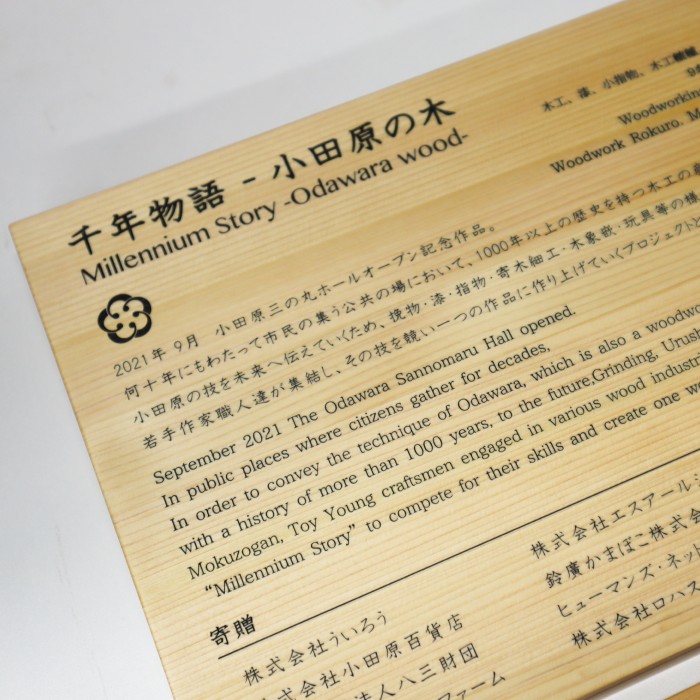 千年物語 - 小田原の木
Millennium Story -Odawara wood-
木工、漆、小指物、木工轆轤
Woodworking
Woodwork Rokuro, M
2021年 9月 小田原三の丸ホールオープン記念作品。
何十年にもわたって市民の集う公共の場において、1000年以上の歴史を持つ木工の産
小田原の技を未来へ伝えていくため、挽物・漆・指物・寄木細工・木象嵌・玩具等の様
若手作家職人達が集結し、その技を競い一つの作品に作り上げていくプロジェクトと
September 2021 The Odawara Sannomaru Hall opened.
In public places where citizens gather for decades,
In order to convey the technique of Odawara, which is also a woodwo
with a history of more than 1000 years, to the future,Grinding, Urus
Mokuzogan, Toy Young craftsmen engaged in various wood industri
"Millennium Story" to compete for their skills and create one w
寄贈
株式会社ういろう
株式会社小田原百貨店
法人八三財団
ファーム
株式会社エスアール
鈴廣かまぼこ株式会
ヒューマンズ・ネット
株式会社ロハス